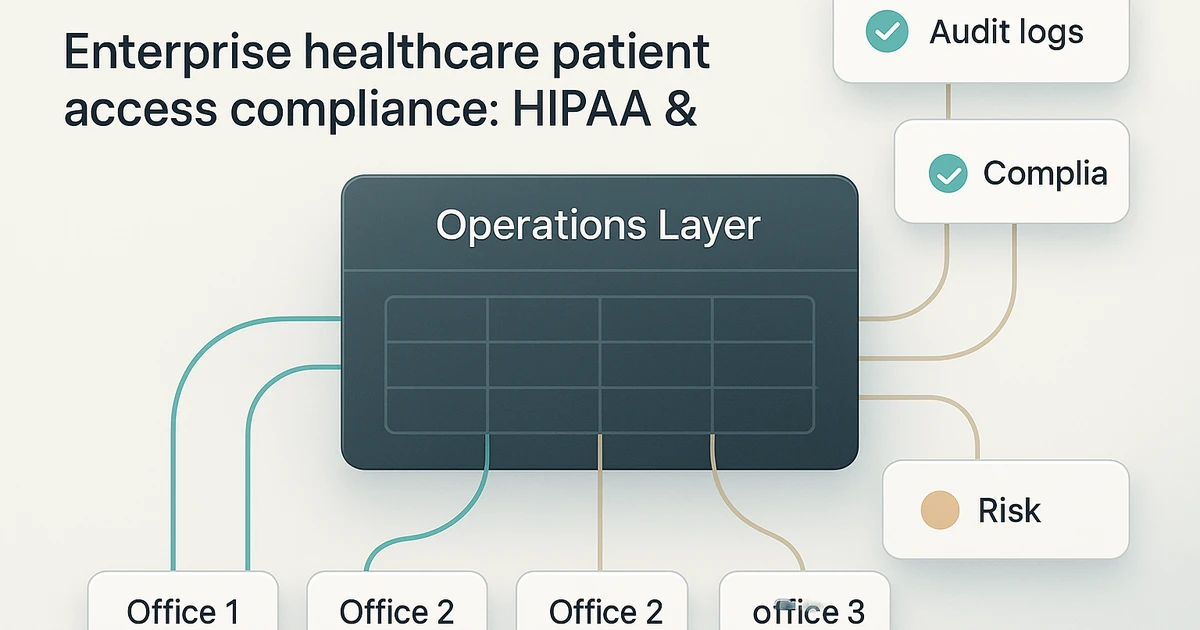 Enterprise healthcare patient
access compliance: HIPAA &
Audit logs
Complia
Operations Layer
Risk
Office 1
Office 2
Office 2
office 3